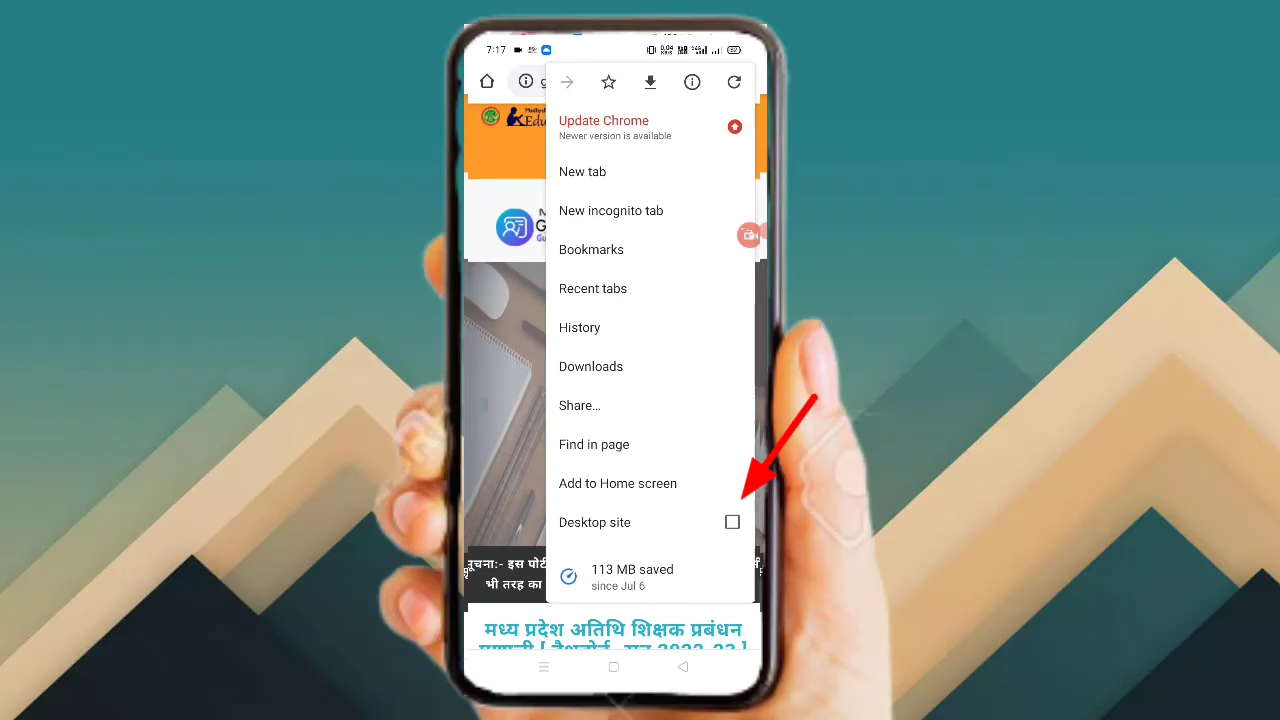 7:17
Update Chrome
Newer version is available
New tab
New incognito tab
Bookmarks
Recent tabs
History
Downloads
Share...
Find in page
Add to Home screen
Desktop site
113 MB saved
since Jul 6
भी तरह का
मध्य प्रदेश अतिथि शिक्षक प्रबंधन